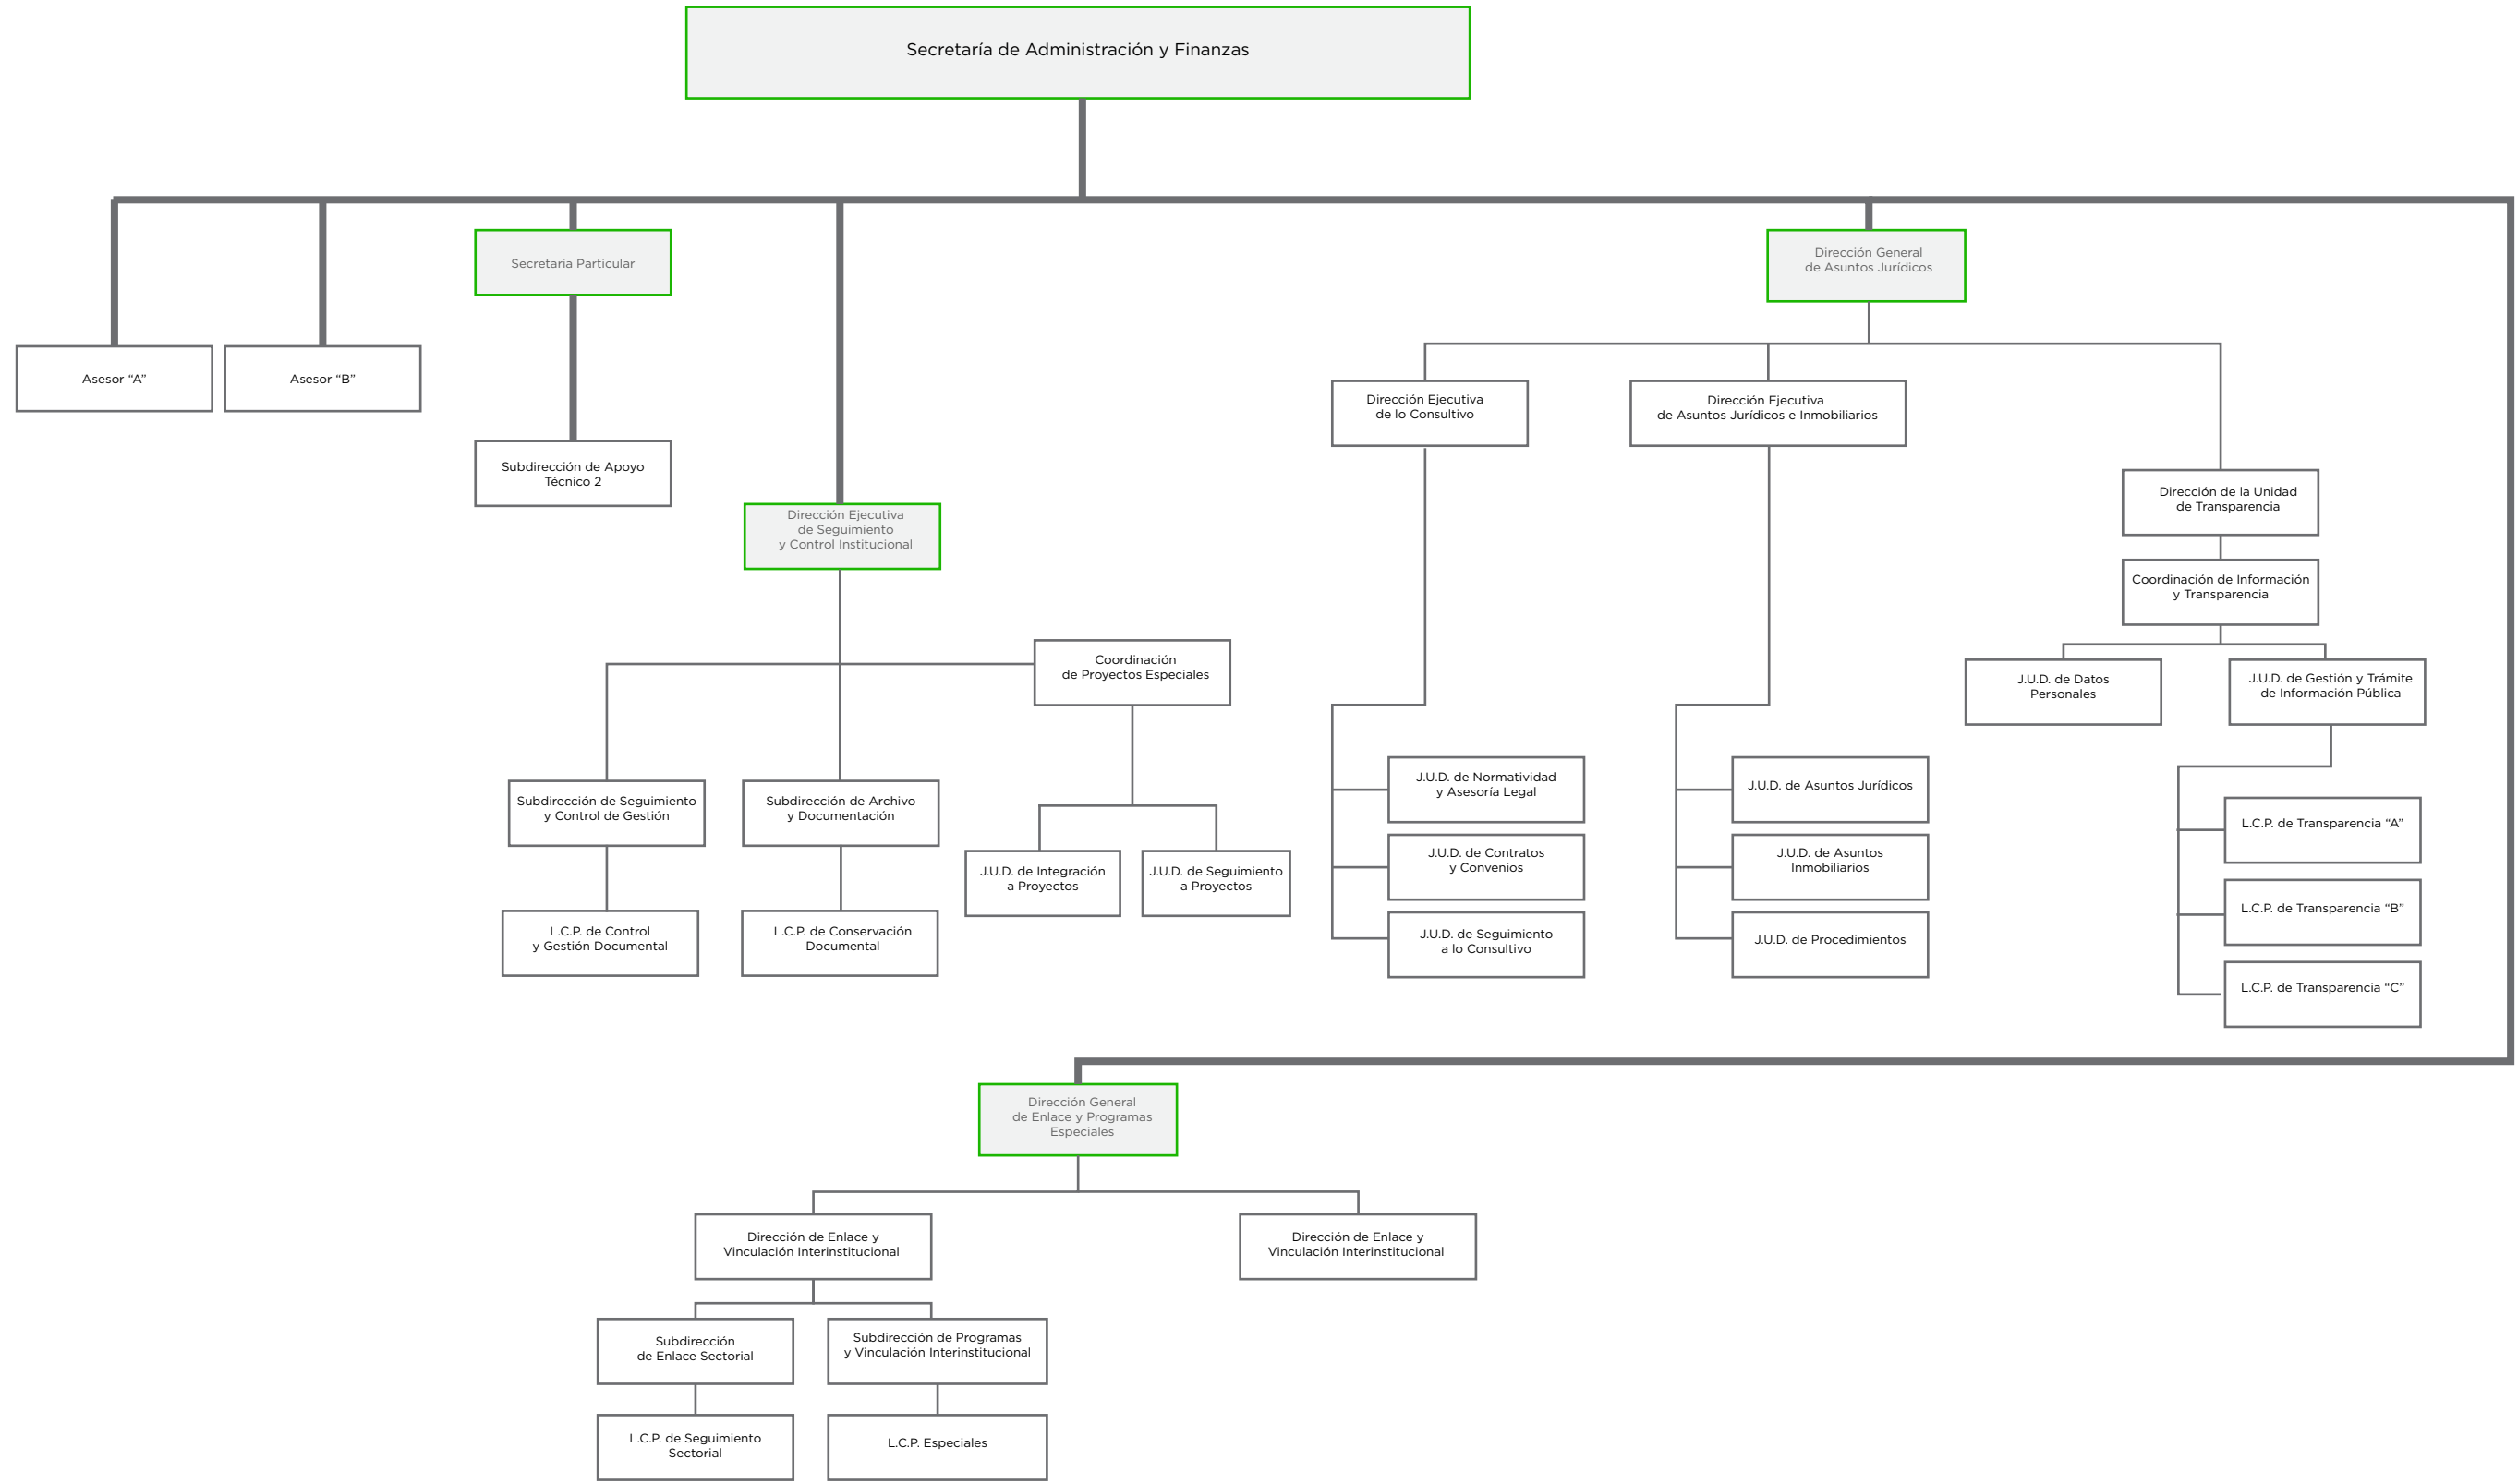 Secretaría de Administración y Finanzas
Secretaria Particular
Dirección General
de Asuntos Jurídicos
Asesor “A”
Asesor “B”
Dirección Ejecutiva
de lo Consultivo
Dirección Ejecutiva
de Asuntos Jurídicos e Inmobiliarios
Subdirección de Apoyo
Técnico 2
Dirección de la Unidad
de Transparencia
Dirección Ejecutiva
de Seguimiento
y Control Institucional
Coordinación de Información
y Transparencia
Coordinación
de Proyectos Especiales
J.U.D. de Datos
Personales
J.U.D. de Gestión y Trámite
de Información Pública
Subdirección de Seguimiento
y Control de Gestión
Subdirección de Archivo
y Documentación
J.U.D. de Integración
a Proyectos
J.U.D. de Seguimiento
a Proyectos
L.C.P. de Control
y Gestión Documental
L.C.P. de Conservación
Documental
J.U.D. de Normatividad
y Asesoría Legal
J.U.D. de Contratos
y Convenios
J.U.D. de Seguimiento
a lo Consultivo
J.U.D. de Asuntos Jurídicos
J.U.D. de Asuntos
Inmobiliarios
J.U.D. de Procedimientos
L.C.P. de Transparencia “A”
L.C.P. de Transparencia “B”
L.C.P. de Transparencia “C”
Dirección General
de Enlace y Programas
Especiales
Dirección de Enlace y
Vinculación Interinstitucional
Dirección de Enlace y
Vinculación Interinstitucional
Subdirección
de Enlace Sectorial
Subdirección de Programas
y Vinculación Interinstitucional
L.C.P. de Seguimiento
Sectorial
L.C.P. Especiales